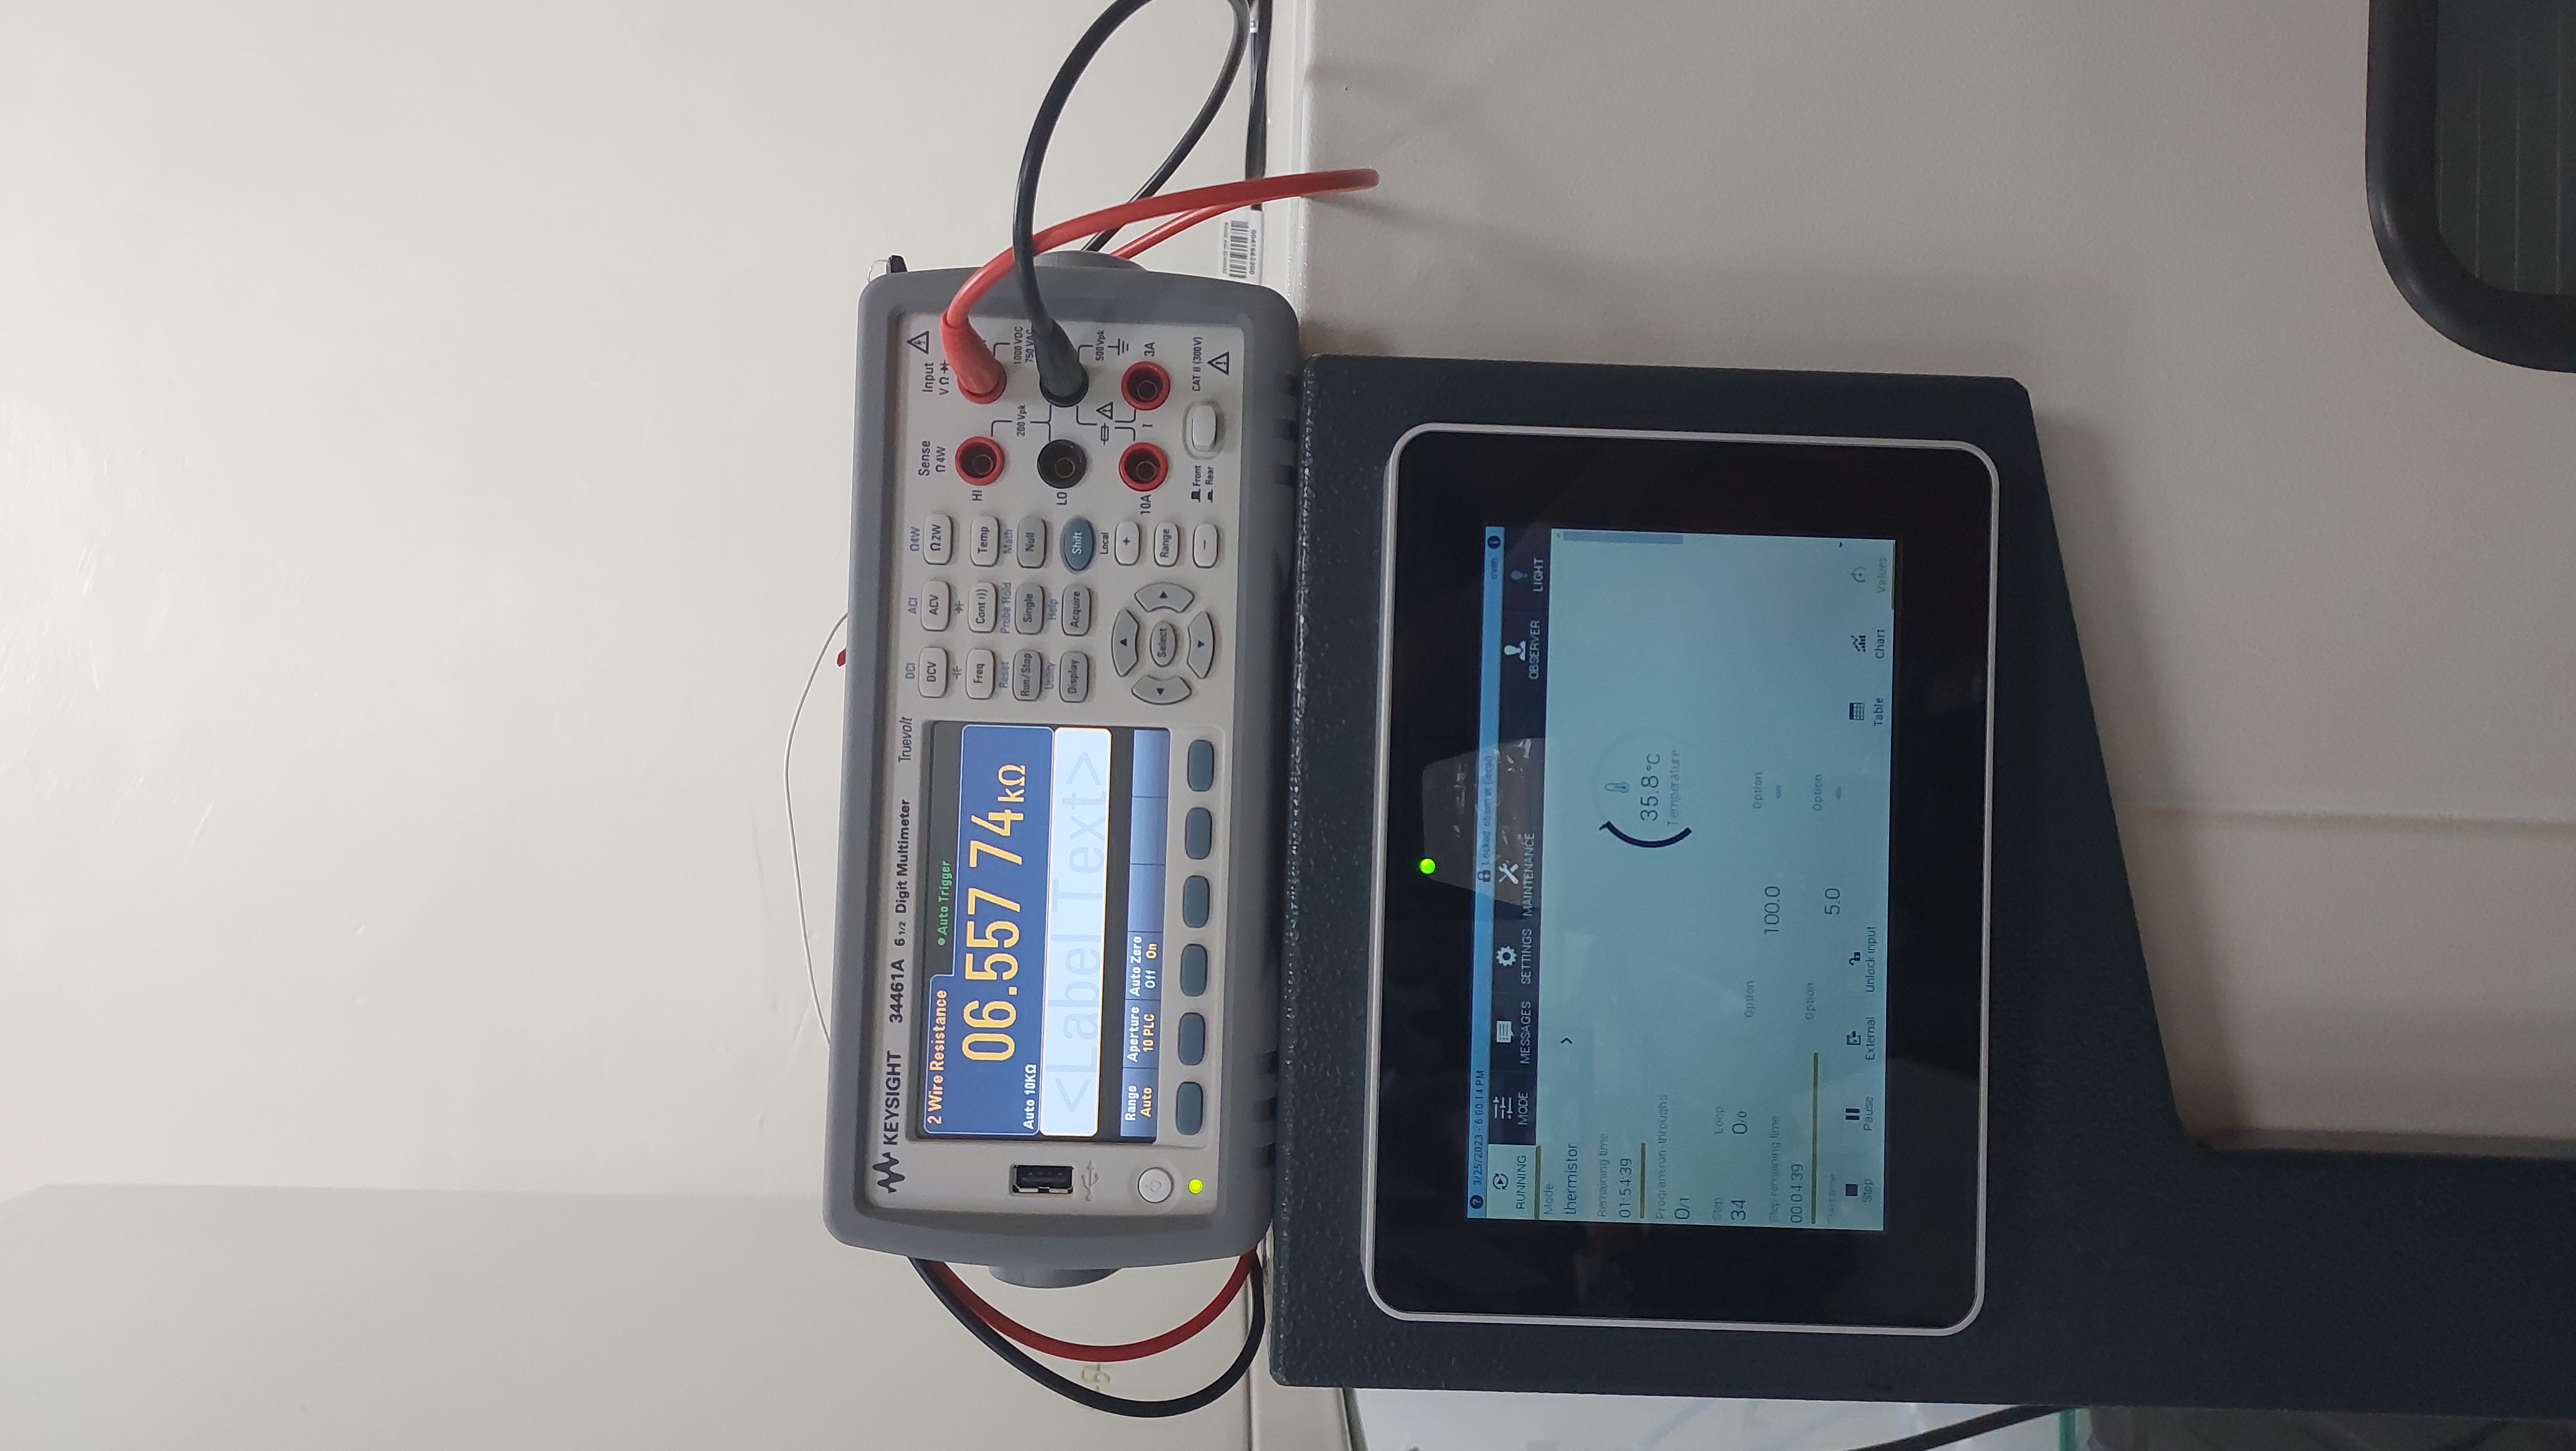 KEYSIGHT 34461A 6 1/2 Digit Multimeter Truevolt
2 Wire Resistance Auto Trigger
06.557 74 kΩ
Auto 10KΩ
<Label Text>
Range Aperture Auto Zero
Auto 10 PLC Off On
DCI ACI Ω4W
DCV ACV Ω2W
Freq Cont ))) Temp
Reset Probe Hold Math
Run/Stop Single Null
Utility Help
Display Acquire Shift
Local
+
Select Range
−
Sense Input
Ω4W VΩ
HI
200 Vpk 1000 VDC
750 VAC
LO
500 Vpk
10A I 3A
Front
Rear
CAT II (300V)
3/25/2023 - 6:00:14 PM Locked: observer (local) oven
RUNNING MODE MESSAGES SETTINGS MAINTENANCE OBSERVER LIGHT
Mode
thermistor >
Remaining time
01:54:39
35.8 °C
Temperature
Program run-throughs
0/1
Step Loop
34 0/0
Option 100.0 Option
Step remaining time
00:04:39
Option 5.0 Option
Stop Pause External Unlock input Table Chart Values